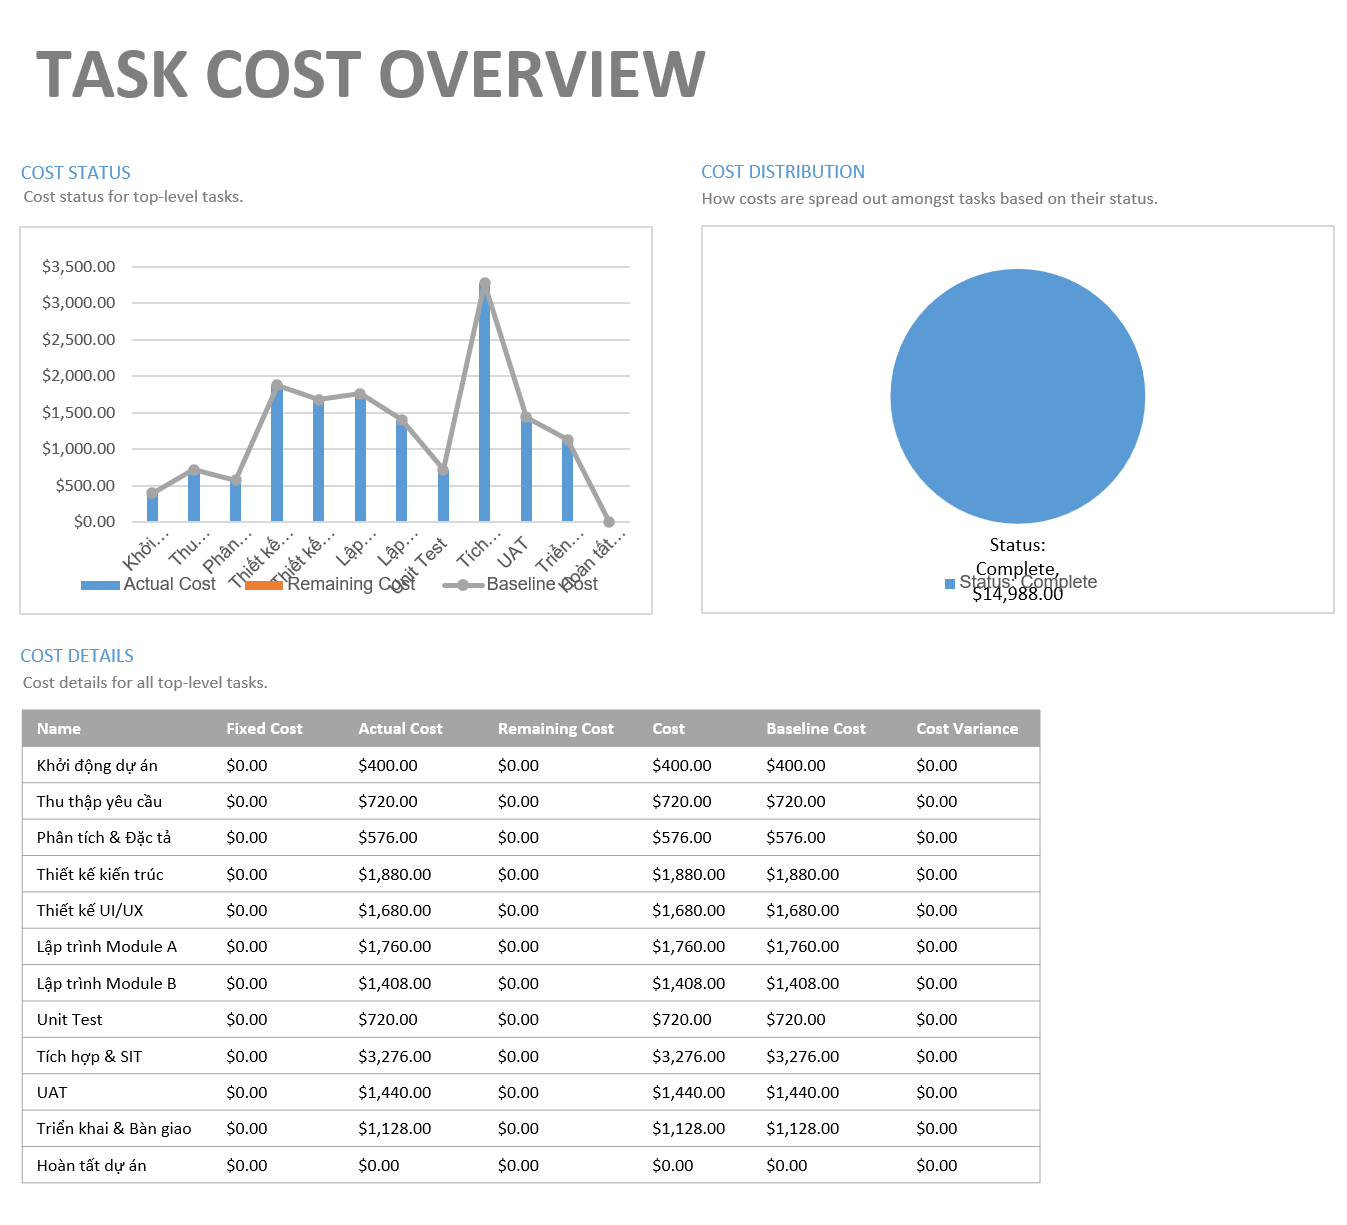 TASK COST OVERVIEW
COST STATUS
Cost status for top-level tasks.
$3,500.00
$3,000.00
$2,500.00
$2,000.00
$1,500.00
$1,000.00
$500.00
$0.00
Khởi...
Thu...
Phân...
Thiết kế...
Thiết kế...
Lập...
Lập...
Unit Test
Tích...
UAT
Triển...
Hoàn tất...
Actual Cost Remaining Cost Baseline Cost
COST DISTRIBUTION
How costs are spread out amongst tasks based on their status.
Status:
Complete,
$14,988.00
Status: Complete
COST DETAILS
Cost details for all top-level tasks.
Name Fixed Cost Actual Cost Remaining Cost Cost Baseline Cost Cost Variance
Khởi động dự án $0.00 $400.00 $0.00 $400.00 $400.00 $0.00
Thu thập yêu cầu $0.00 $720.00 $0.00 $720.00 $720.00 $0.00
Phân tích & Đặc tả $0.00 $576.00 $0.00 $576.00 $576.00 $0.00
Thiết kế kiến trúc $0.00 $1,880.00 $0.00 $1,880.00 $1,880.00 $0.00
Thiết kế UI/UX $0.00 $1,680.00 $0.00 $1,680.00 $1,680.00 $0.00
Lập trình Module A $0.00 $1,760.00 $0.00 $1,760.00 $1,760.00 $0.00
Lập trình Module B $0.00 $1,408.00 $0.00 $1,408.00 $1,408.00 $0.00
Unit Test $0.00 $720.00 $0.00 $720.00 $720.00 $0.00
Tích hợp & SIT $0.00 $3,276.00 $0.00 $3,276.00 $3,276.00 $0.00
UAT $0.00 $1,440.00 $0.00 $1,440.00 $1,440.00 $0.00
Triển khai & Bàn giao $0.00 $1,128.00 $0.00 $1,128.00 $1,128.00 $0.00
Hoàn tất dự án $0.00 $0.00 $0.00 $0.00 $0.00 $0.00